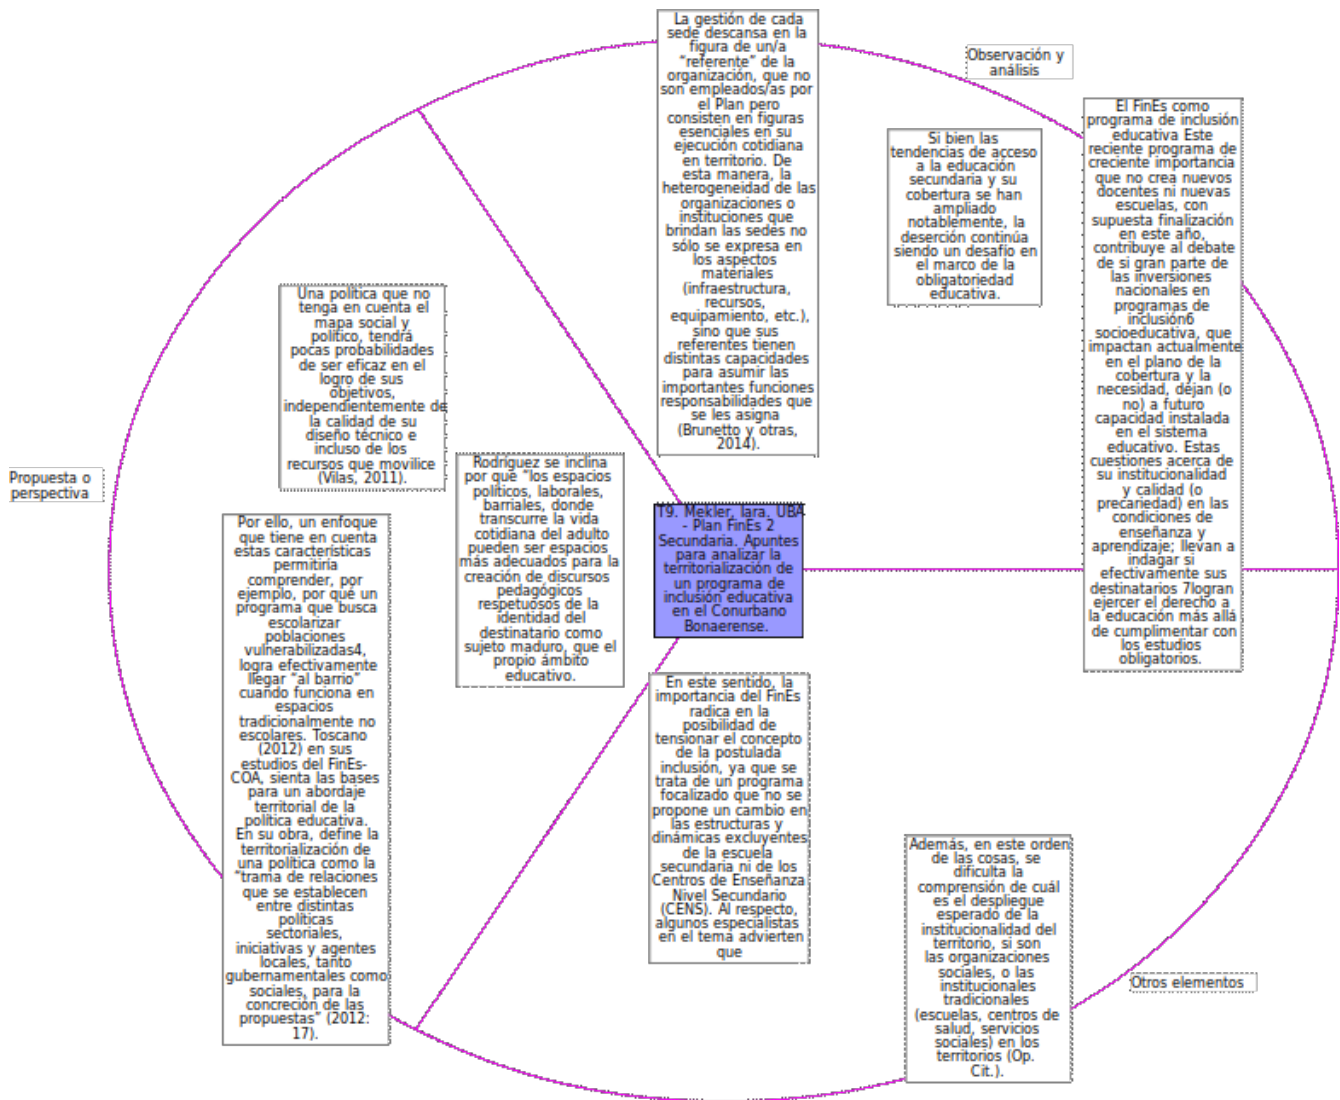 La gestión de cada
sede descansa en la
figura de un/a
“referente” de la
organización, que no
son empleados/as por
el Plan pero
consisten en figuras
esenciales en su
ejecución cotidiana
en territorio. De
esta manera, la
heterogeneidad de las
organizaciones o
instituciones que
brindan las sedes no
sólo se expresa en
los aspectos
materiales
(infraestructura,
recursos,
equipamiento, etc.),
sino que sus
referentes tienen
distintas capacidades
para asumir las
importantes funciones
responsabilidades que
se les asigna
(Brunetto y otras,
2014).
Observación y
análisis
El FinEs como
programa de inclusión
educativa Este
reciente programa de
creciente importancia
que no crea nuevos
docentes ni nuevas
escuelas, con
supuesta finalización
en este año,
contribuye al debate
de si gran parte de
las inversiones
nacionales en
programas de
inclusión6
socioeducativa, que
impactan actualmente
en el plano de la
cobertura y la
necesidad, dejan (o
no) a futuro
capacidad instalada
en el sistema
educativo. Estas
cuestiones acerca de
su institucionalidad
y calidad (o
precariedad) en las
condiciones de
enseñanza y
aprendizaje; llevan a
indagar si
efectivamente sus
destinatarios 7logran
ejercer el derecho a
la educación más allá
de cumplimentar con
los estudios
obligatorios.
Si bien las
tendencias de acceso
a la educación
secundaria y su
cobertura se han
ampliado
notablemente, la
deserción continúa
siendo un desafío en
el marco de la
obligatoriedad
educativa.
Una política que no
tenga en cuenta el
mapa social y
político, tendrá
pocas probabilidades
de ser eficaz en el
logro de sus
objetivos,
independientemente de
la calidad de su
diseño técnico e
incluso de los
recursos que movilice
(Vilas, 2011).
Rodríguez se inclina
por qué “los espacios
políticos, laborales,
barriales, donde
transcurre la vida
cotidiana del adulto
pueden ser espacios
más adecuados para la
creación de discursos
pedagógicos
respetuosos de la
identidad del
destinatario como
sujeto maduro, que el
propio ámbito
educativo.
Propuesta o
perspectiva
T9. Mekler, Iara. UBA
- Plan FinEs 2
Secundaria. Apuntes
para analizar la
territorialización de
un programa de
inclusión educativa
en el Conurbano
Bonaerense.
Por ello, un enfoque
que tiene en cuenta
estas características
permitiría
comprender, por
ejemplo, por qué un
programa que busca
escolarizar
poblaciones
vulnerabilizadas4,
logra efectivamente
llegar “al barrio”
cuando funciona en
espacios
tradicionalmente no
escolares. Toscano
(2012) en sus
estudios del FinEs-
COA, sienta las bases
para un abordaje
territorial de la
política educativa.
En su obra, define la
territorialización de
una política como la
“trama de relaciones
que se establecen
entre distintas
políticas
sectoriales,
iniciativas y agentes
locales, tanto
gubernamentales como
sociales, para la
concreción de las
propuestas” (2012:
17).
En este sentido, la
importancia del FinEs
radica en la
posibilidad de
tensionar el concepto
de la postulada
inclusión, ya que se
trata de un programa
focalizado que no se
propone un cambio en
las estructuras y
dinámicas excluyentes
de la escuela
secundaria ni de los
Centros de Enseñanza
Nivel Secundario
(CENS). Al respecto,
algunos especialistas
en el tema advierten
que
Además, en este orden
de las cosas, se
dificulta la
comprensión de cuál
es el despliegue
esperado de la
institucionalidad del
territorio, si son
las organizaciones
sociales, o las
institucionales
tradicionales
(escuelas, centros de
salud, servicios
sociales) en los
territorios (Op.
Cit.).
Otros elementos